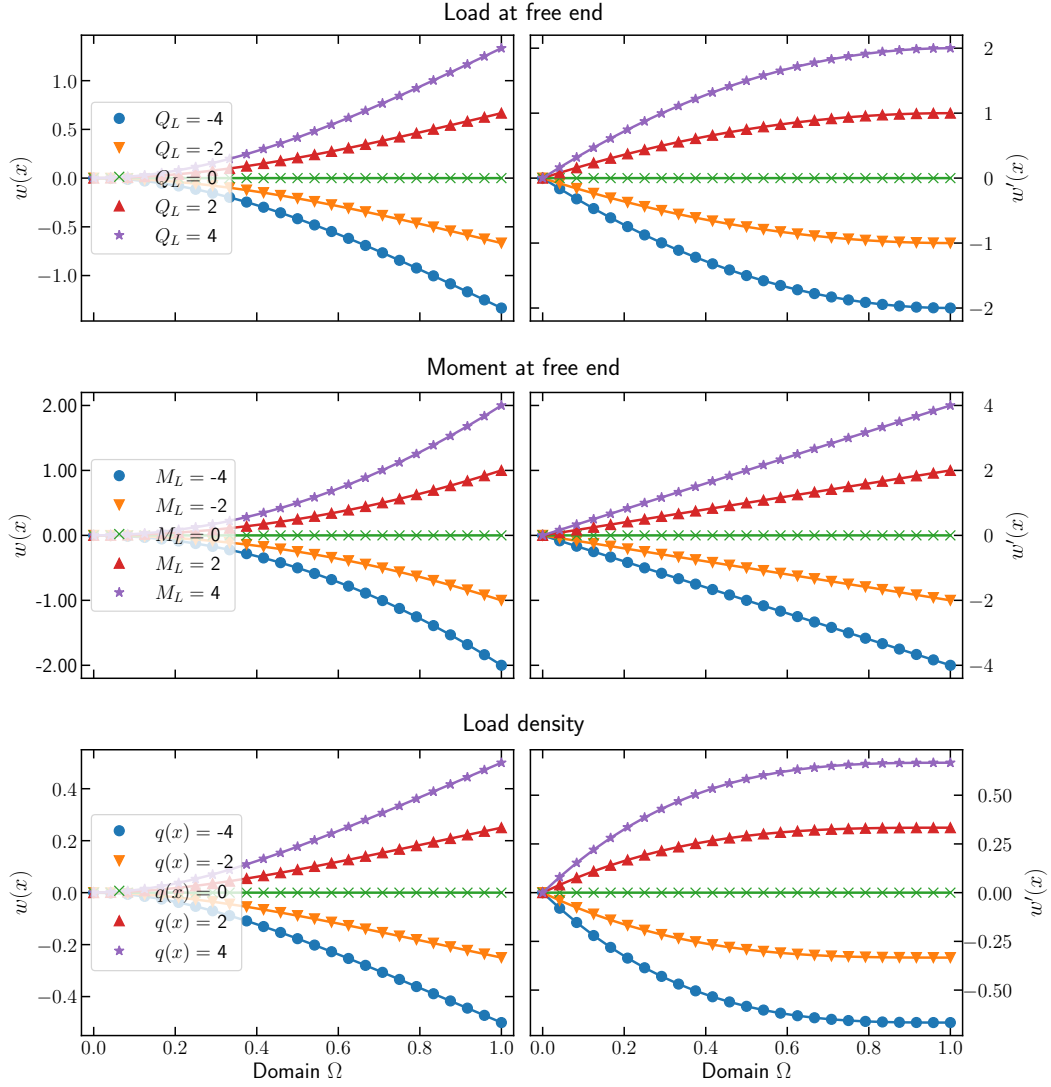 Load at free end
1.0
0.5
0.0
−0.5
−1.0
w(x)
Q_L = -4
Q_L = -2
Q_L = 0
Q_L = 2
Q_L = 4
2
1
0
−1
−2
w′(x)
Moment at free end
2.00
1.00
0.00
-1.00
-2.00
w(x)
M_L = -4
M_L = -2
M_L = 0
M_L = 2
M_L = 4
4
2
0
−2
−4
w′(x)
Load density
0.4
0.2
0.0
−0.2
−0.4
w(x)
q(x) = -4
q(x) = -2
q(x) = 0
q(x) = 2
q(x) = 4
0.50
0.25
0.00
−0.25
−0.50
w′(x)
0.0 0.2 0.4 0.6 0.8 1.0
Domain Ω
0.0 0.2 0.4 0.6 0.8 1.0
Domain Ω